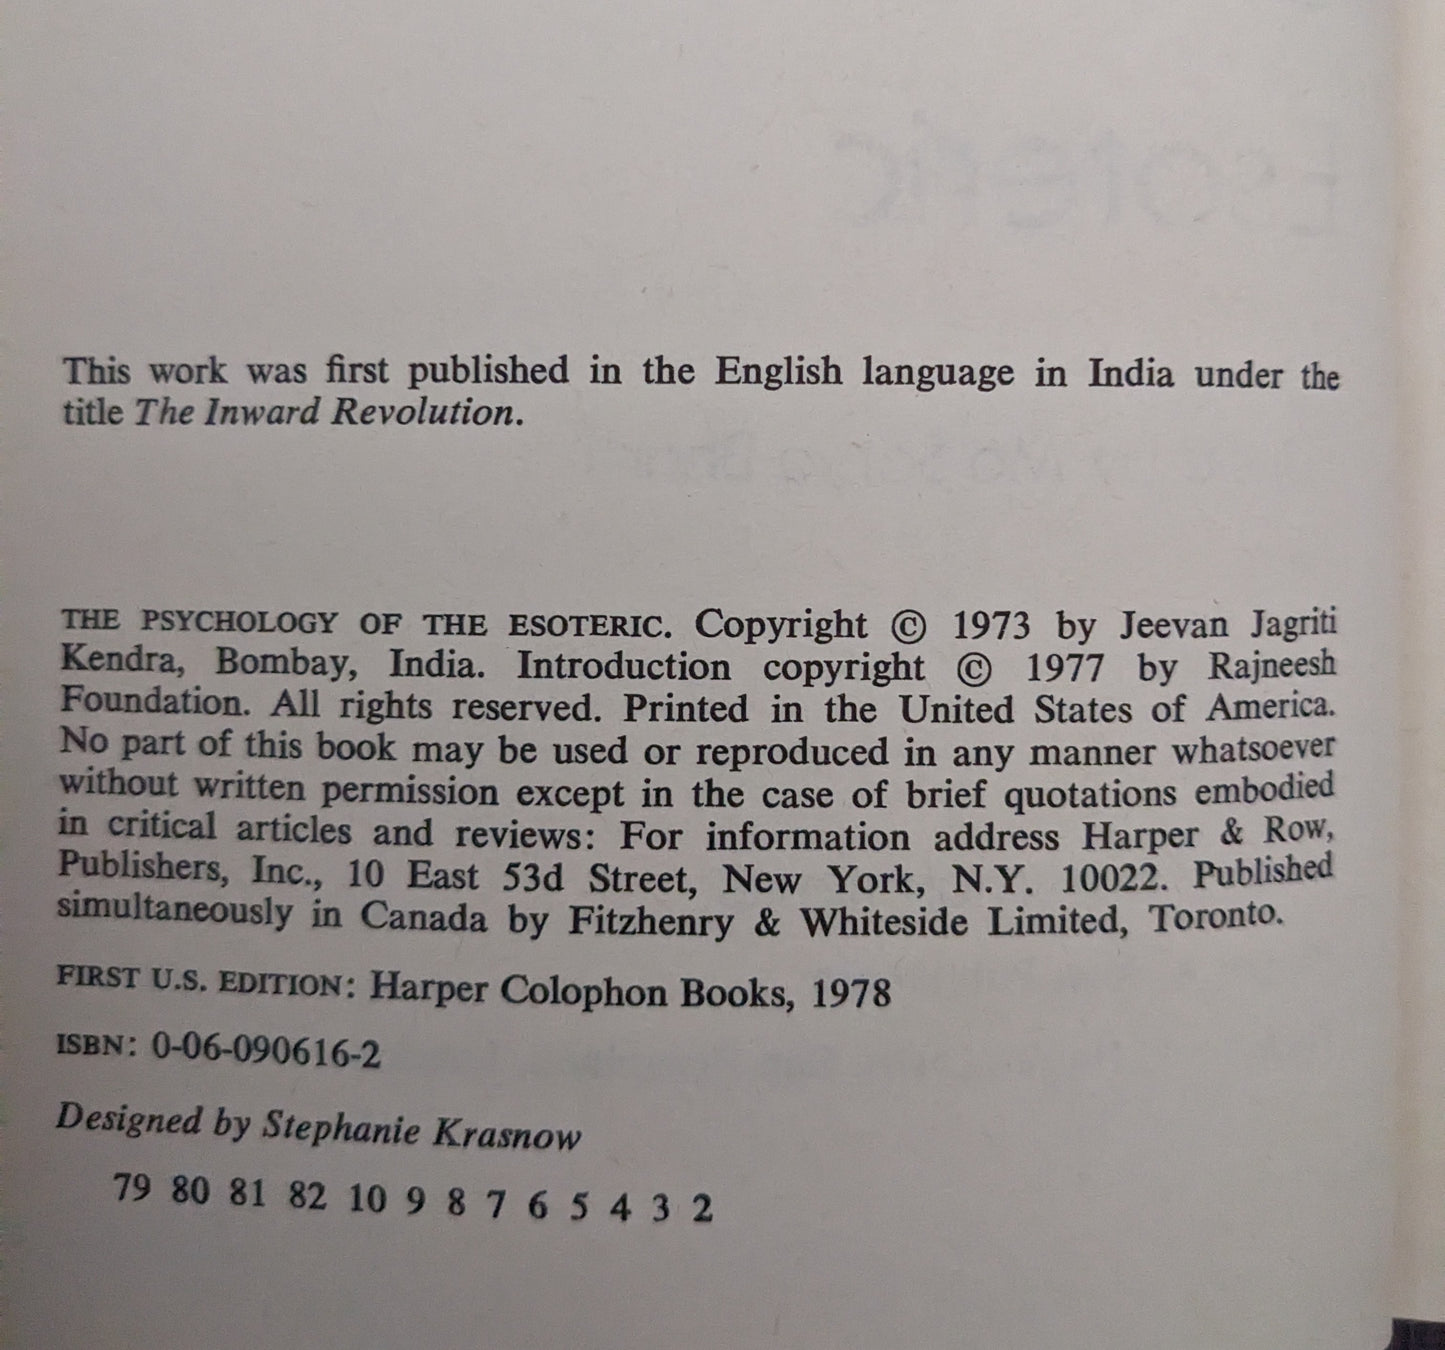 This work was first published in the English language in India under the
title The Inward Revolution.
THE PSYCHOLOGY OF THE ESOTERIC. Copyright © 1973 by Jeevan Jagriti
Kendra, Bombay, India. Introduction copyright © 1977 by Rajneesh
Foundation. All rights reserved. Printed in the United States of America.
No part of this book may be used or reproduced in any manner whatsoever
without written permission except in the case of brief quotations embodied
in critical articles and reviews: For information address Harper & Row,
Publishers, Inc., 10 East 53d Street, New York, N.Y. 10022. Published
simultaneously in Canada by Fitzhenry & Whiteside Limited, Toronto.
FIRST U.S. EDITION: Harper Colophon Books, 1978
ISBN: 0-06-090616-2
Designed by Stephanie Krasnow
79 80 81 82 10 9 8 7 6 5 4 3 2